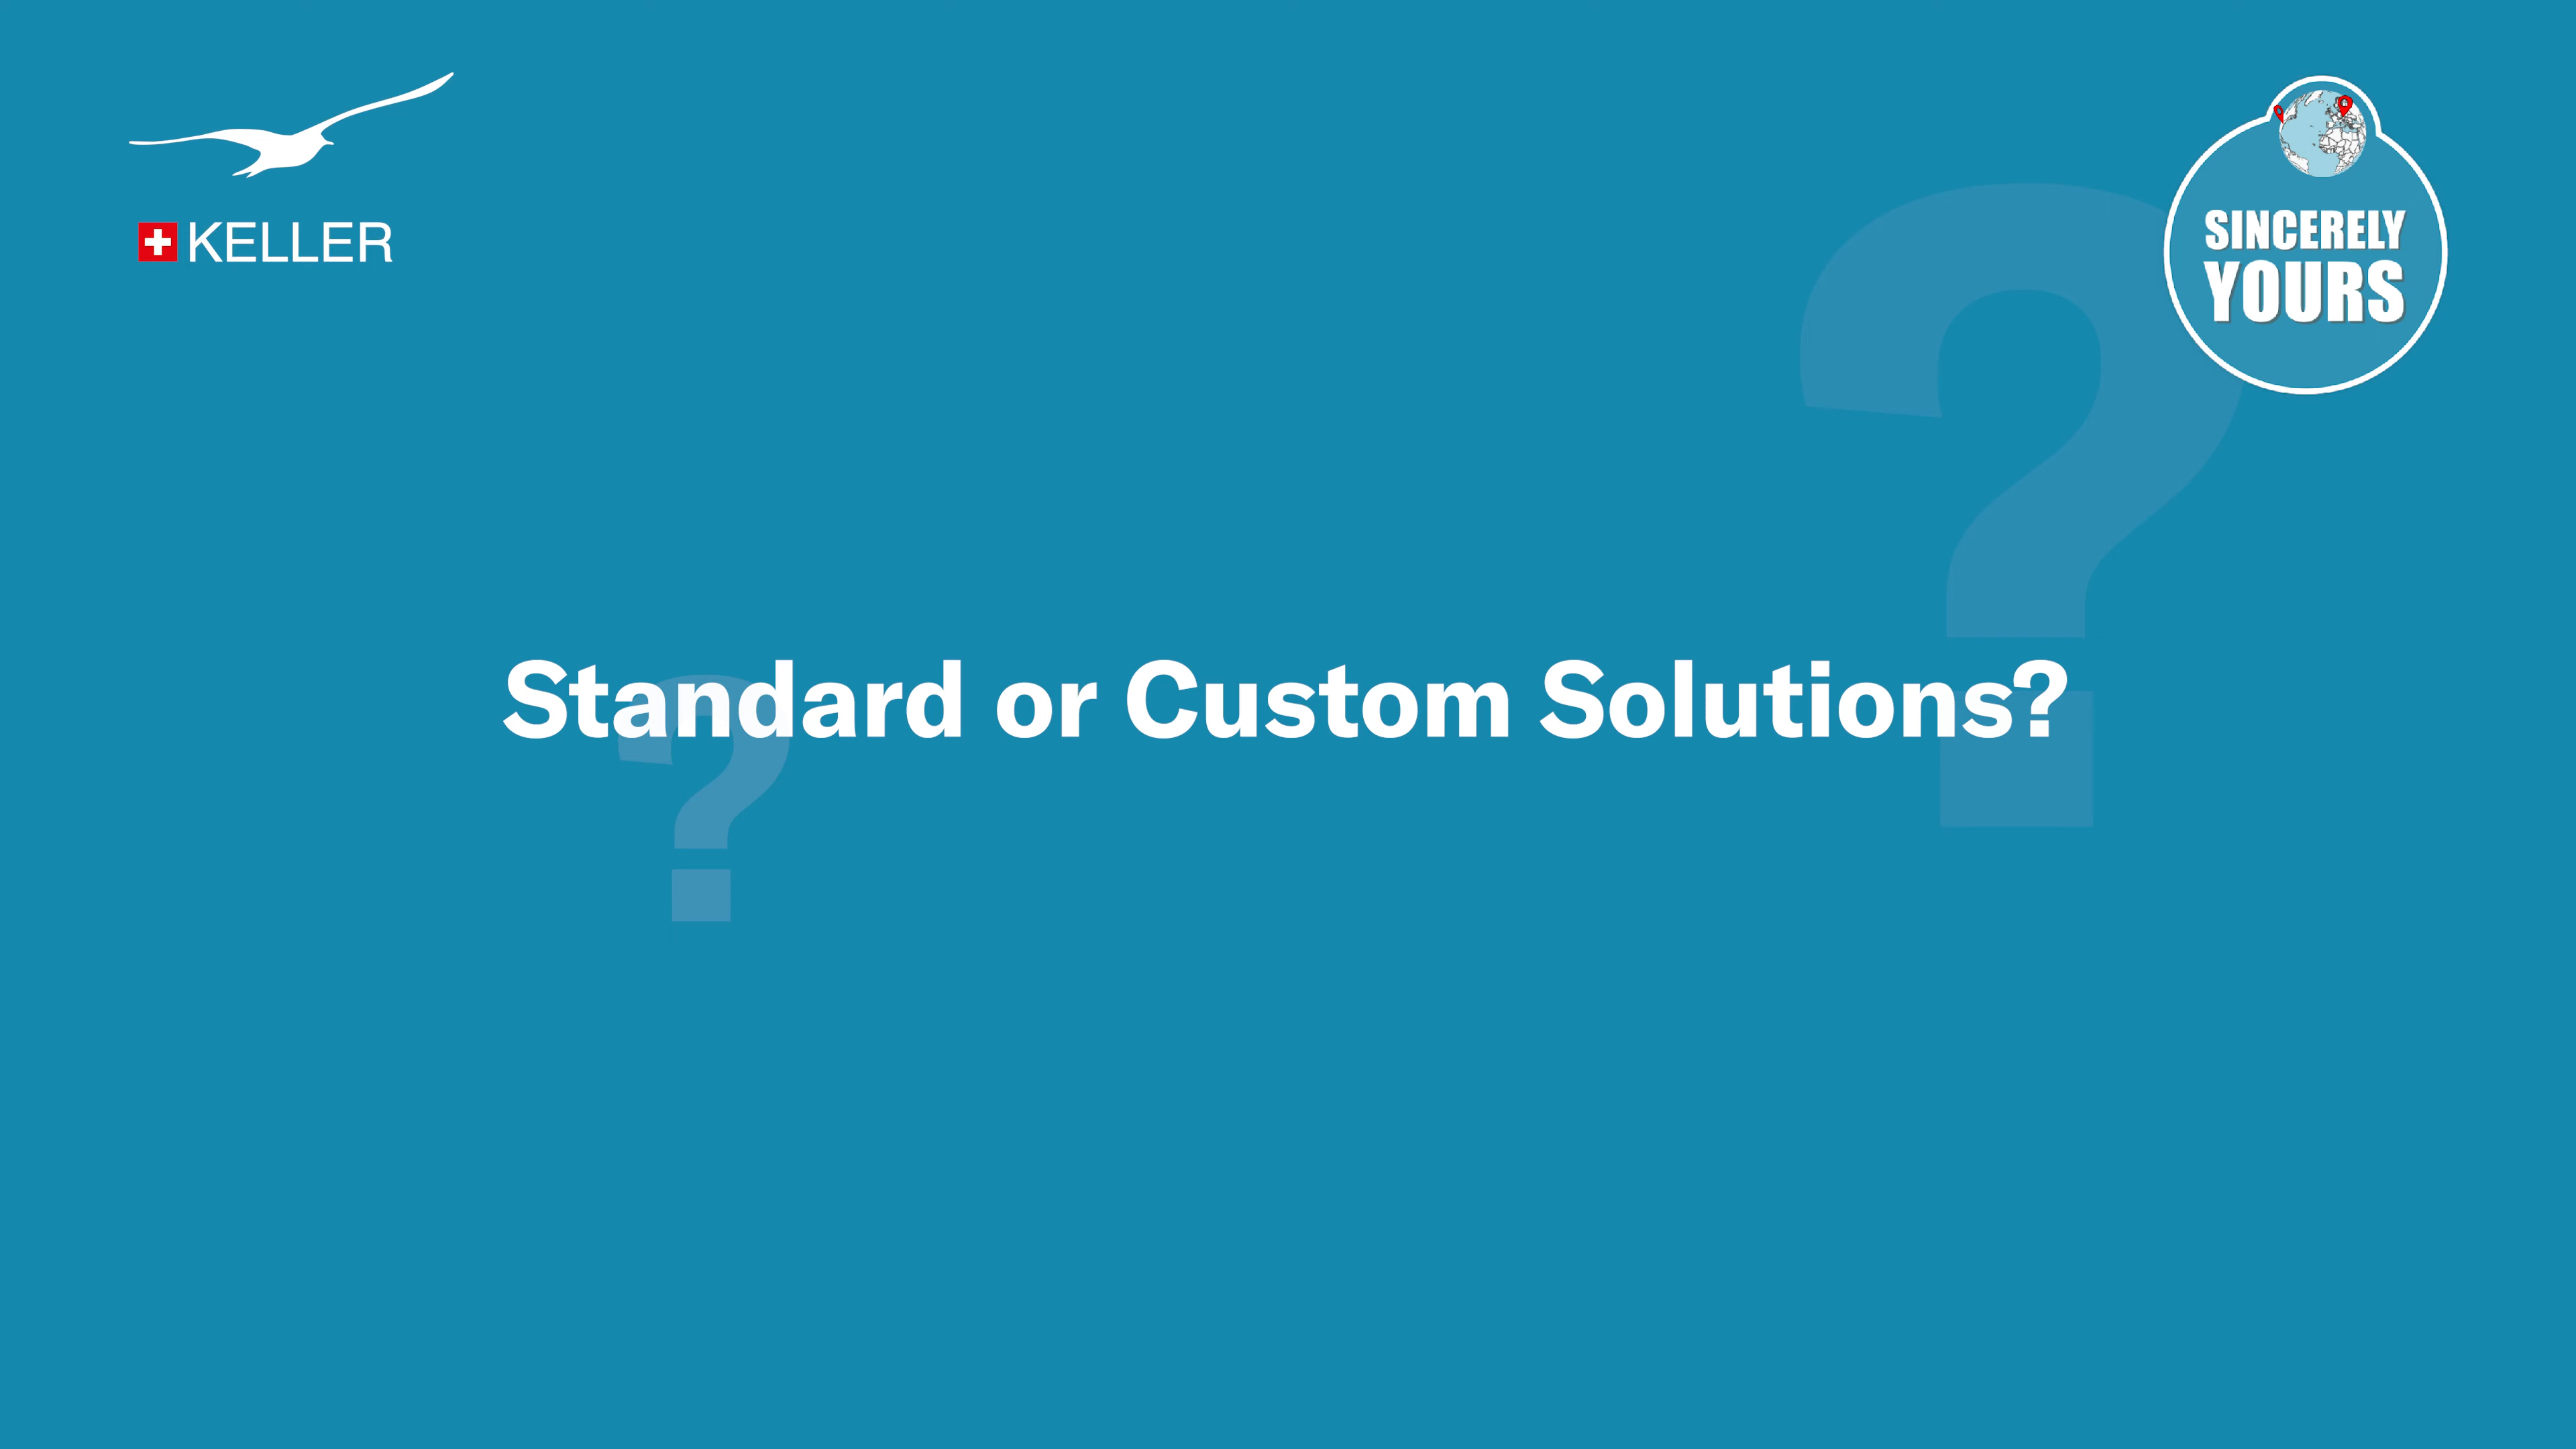 KELLER
SINCERELY
YOURS
Standard or Custom Solutions?
?
?